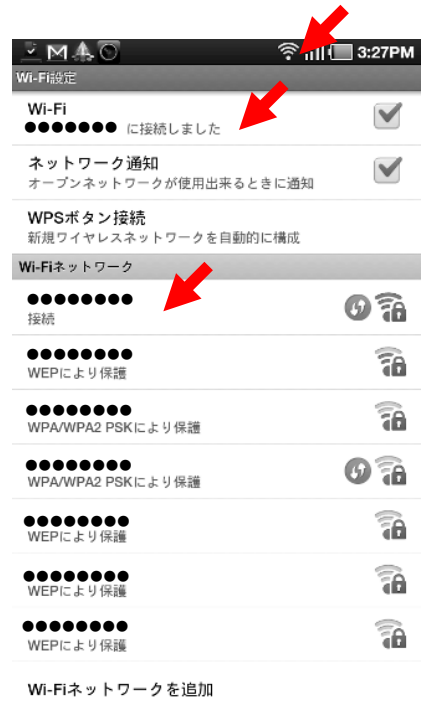 3:27PM
Wi-Fi設定
Wi-Fi
●●●●●●● に接続しました
ネットワーク通知
オープンネットワークが使用出来るときに通知
WPSボタン接続
新規ワイヤレスネットワークを自動的に構成
Wi-Fiネットワーク
●●●●●●●●
接続
●●●●●●●●
WEPにより保護
●●●●●●●●
WPA/WPA2 PSKにより保護
●●●●●●●●
WPA/WPA2 PSKにより保護
●●●●●●●●
WEPにより保護
●●●●●●●●
WEPにより保護
●●●●●●●●
WEPにより保護
Wi-Fiネットワークを追加